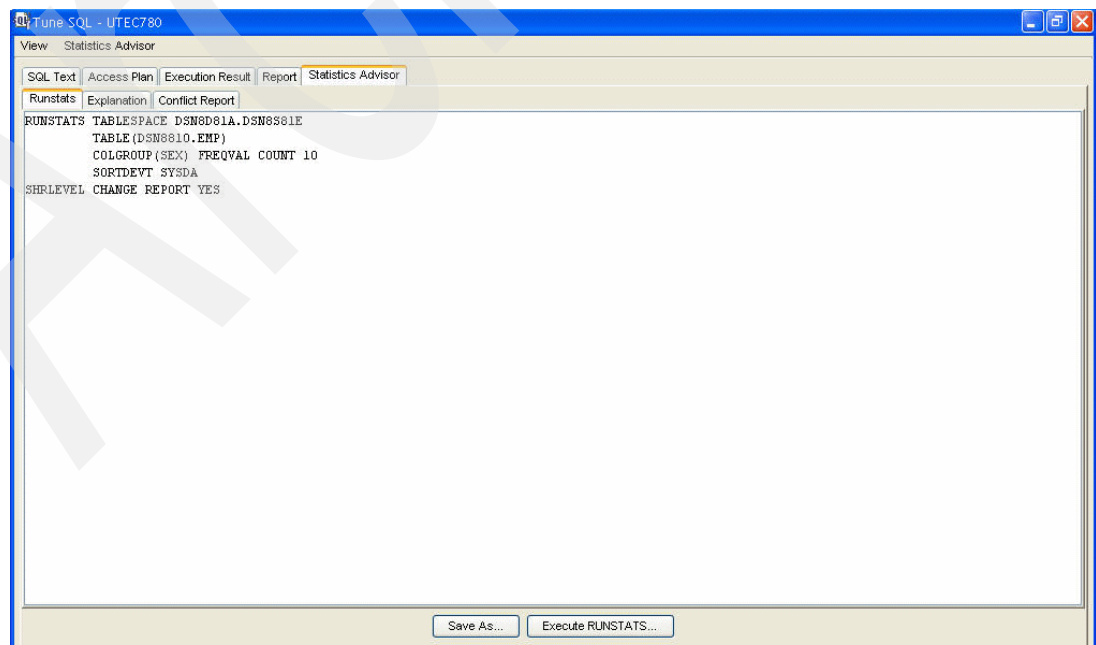 Tune SQL - UTEC780
View Statistics Advisor
SQL Text Access Plan Execution Result Report Statistics Advisor
Runstats Explanation Conflict Report
RUNSTATS TABLESPACE DSN8D81A.DSN8S81E
TABLE(DSN8810.EMP)
COLGROUP(SEX) FREQVAL COUNT 10
SORTDEVT SYSDA
SHRLEVEL CHANGE REPORT YES
Save As... Execute RUNSTATS...